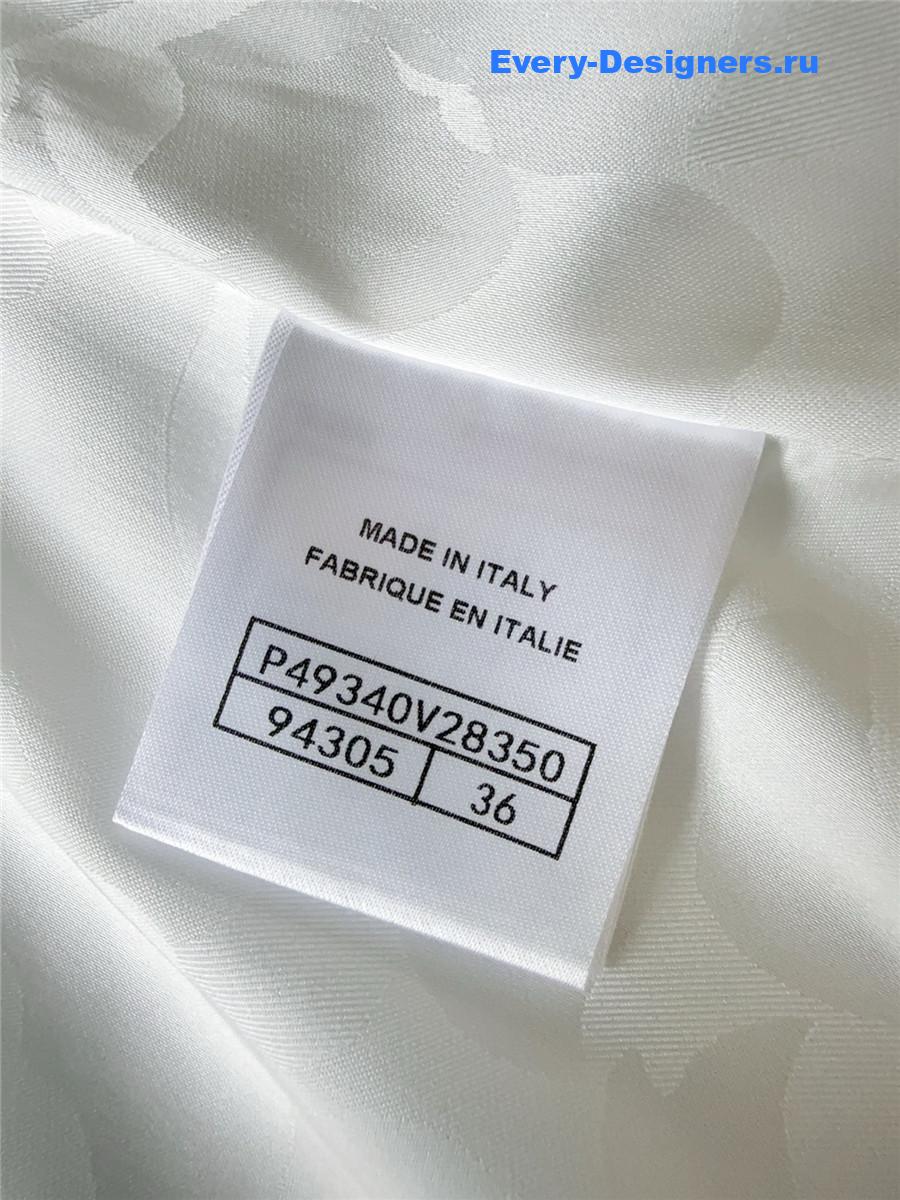 Every-Designers.ru
MADE IN ITALY
FABRIQUE EN ITALIE
P49340V28350
94305 36